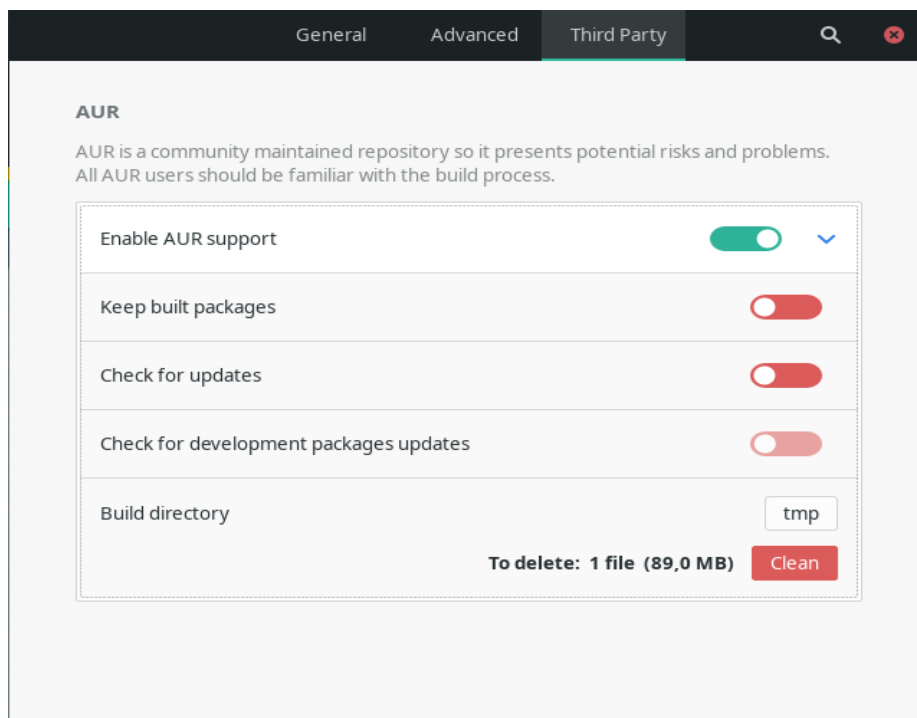 General Advanced Third Party
AUR
AUR is a community maintained repository so it presents potential risks and problems.
All AUR users should be familiar with the build process.
Enable AUR support
Keep built packages
Check for updates
Check for development packages updates
Build directory tmp
To delete: 1 file (89,0 MB) Clean